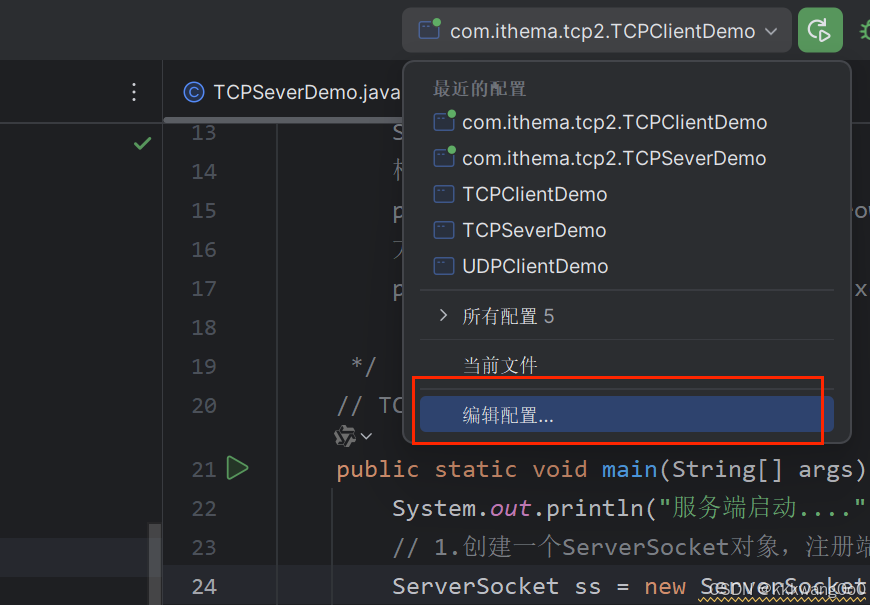 com.ithema.tcp2.TCPClientDemo
TCPSeverDemo.java
最近的配置
com.ithema.tcp2.TCPClientDemo
com.ithema.tcp2.TCPSeverDemo
TCPClientDemo
TCPSeverDemo
UDPClientDemo
所有配置 5
当前文件
编辑配置...
13 S
14
15 p
16
17 p x
18
19 */
20 // TC
21 public static void main(String[] args)
22 System.out.println("服务端启动...."
23 // 1.创建一个ServerSocket对象，注册端
24 ServerSocket ss = new ServerSocket